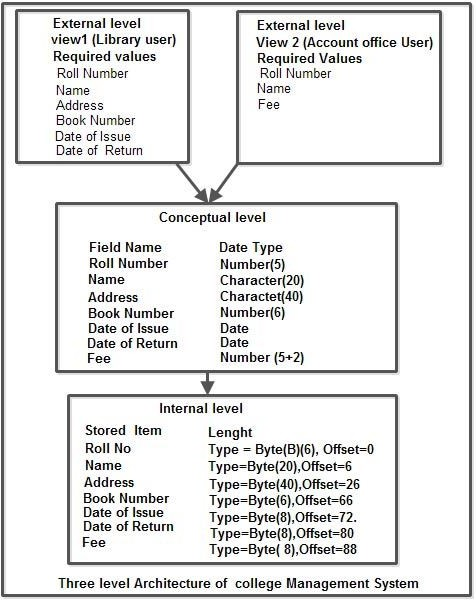 External level
view1 (Library user)
Required values
Roll Number
Name
Address
Book Number
Date of Issue
Date of Return
External level
View 2 (Account office User)
Required Values
Roll Number
Name
Fee
Conceptual level
Field Name Date Type
Roll Number Number(5)
Name Character(20)
Address Charactet(40)
Book Number Number(6)
Date of Issue Date
Date of Return Date
Fee Number (5+2)
Internal level
Stored Item Lenght
Roll No Type = Byte(B)(6), Offset=0
Name Type=Byte(20),Offset=6
Address Type=Byte(40),Offset=26
Book Number Type=Byte(6),Offset=66
Date of Issue Type=Byte(8),Offset=72.
Date of Return Type=Byte(8),Offset=80
Fee Type=Byte( 8),Offset=88
Three level Architecture of college Management System